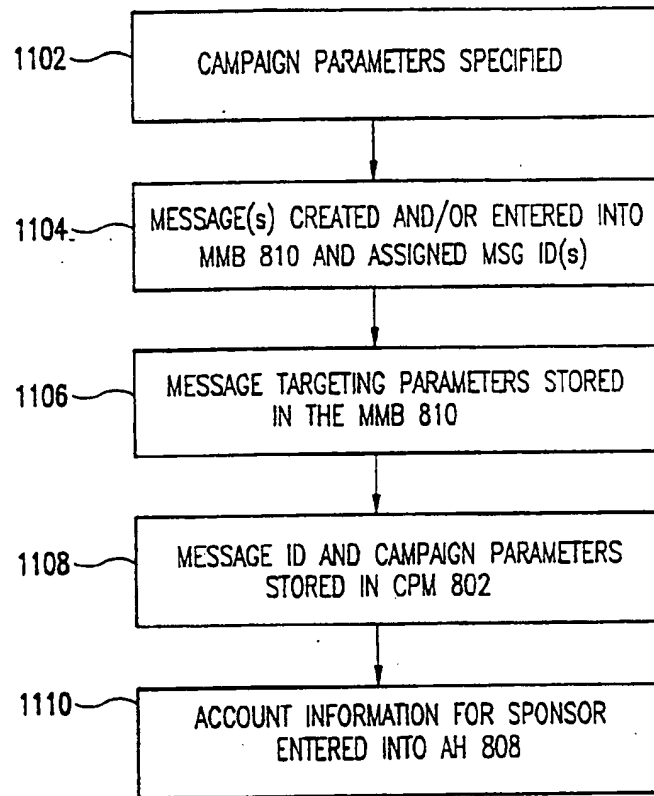 1102
CAMPAIGN PARAMETERS SPECIFIED
1104
MESSAGE(s) CREATED AND/OR ENTERED INTO
MMB 810 AND ASSIGNED MSG ID(s)
1106
MESSAGE TARGETING PARAMETERS STORED
IN THE MMB 810
1108
MESSAGE ID AND CAMPAIGN PARAMETERS
STORED IN CPM 802
1110
ACCOUNT INFORMATION FOR SPONSOR
ENTERED INTO AH 808